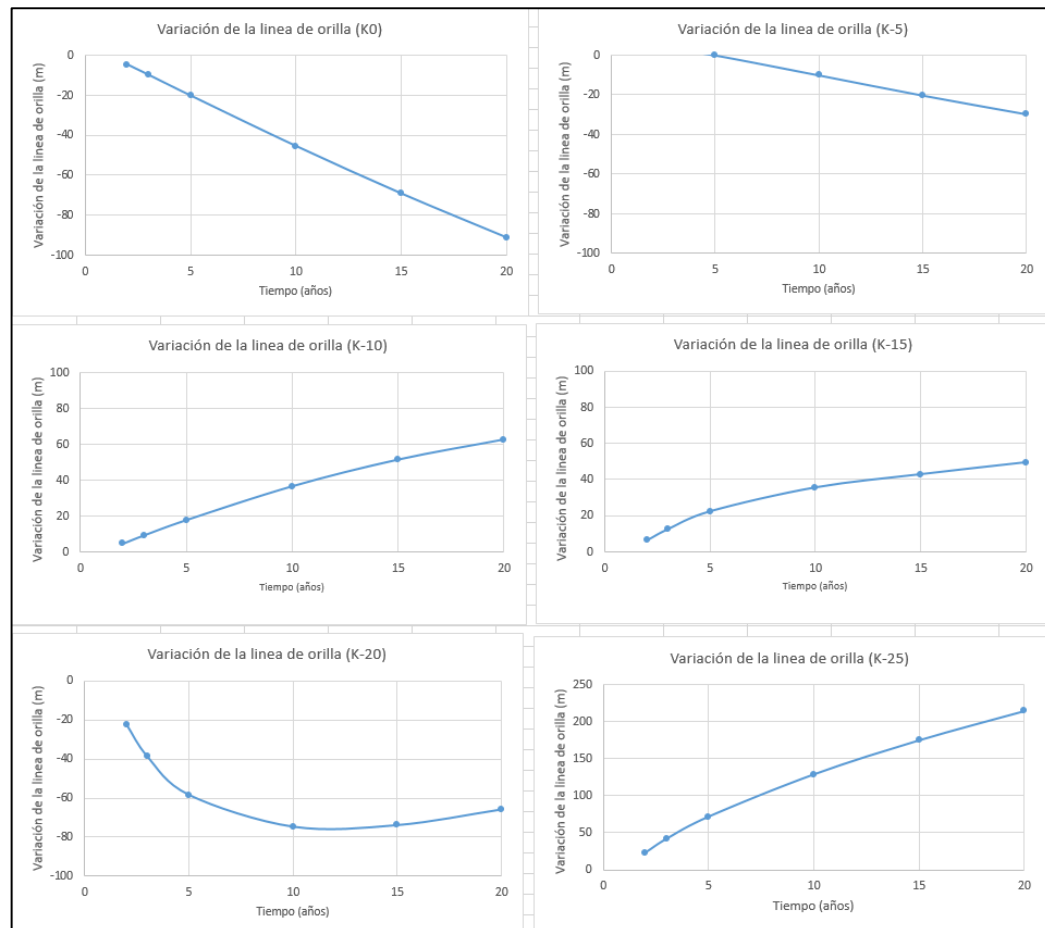 Variación de la linea de orilla (K0)
Variación de la linea de orilla (m)
0
-20
-40
-60
-80
-100
0 5 10 15 20
Tiempo (años)
Variación de la linea de orilla (K-5)
Variación de la linea de orilla (m)
0
-20
-40
-60
-80
-100
0 5 10 15 20
Tiempo (años)
Variación de la linea de orilla (K-10)
Variación de la linea de orilla (m)
100
80
60
40
20
0
0 5 10 15 20
Tiempo (años)
Variación de la linea de orilla (K-15)
Variación de la linea de orilla (m)
100
80
60
40
20
0
0 5 10 15 20
Tiempo (años)
Variación de la linea de orilla (K-20)
Variación de la linea de orilla (m)
0
-20
-40
-60
-80
-100
0 5 10 15 20
Tiempo (años)
Variación de la linea de orilla (K-25)
Variación de la linea de orilla (m)
250
200
150
100
50
0
0 5 10 15 20
Tiempo (años)